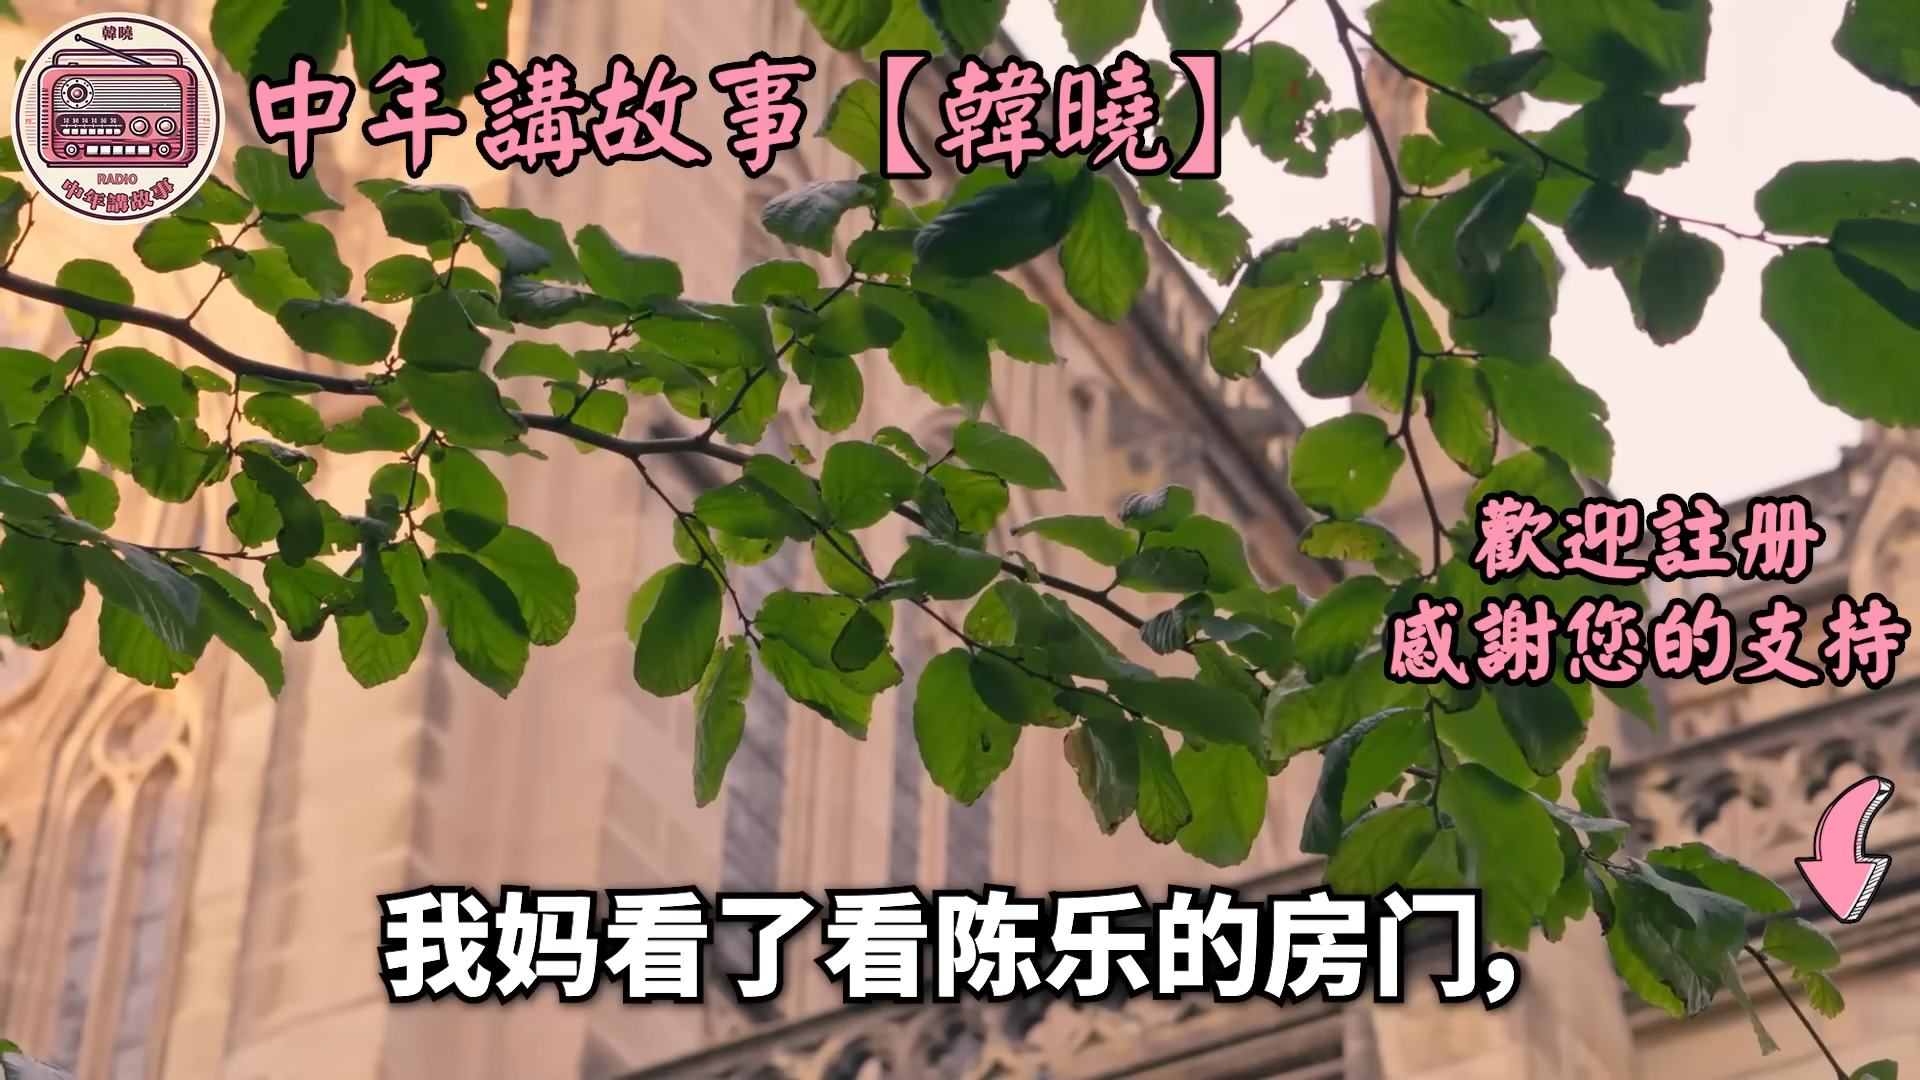 韓曉
RADIO
中年講故事
中年講故事【韓曉】
歡迎註册
感謝您的支持
我妈看了看陈乐的房门,